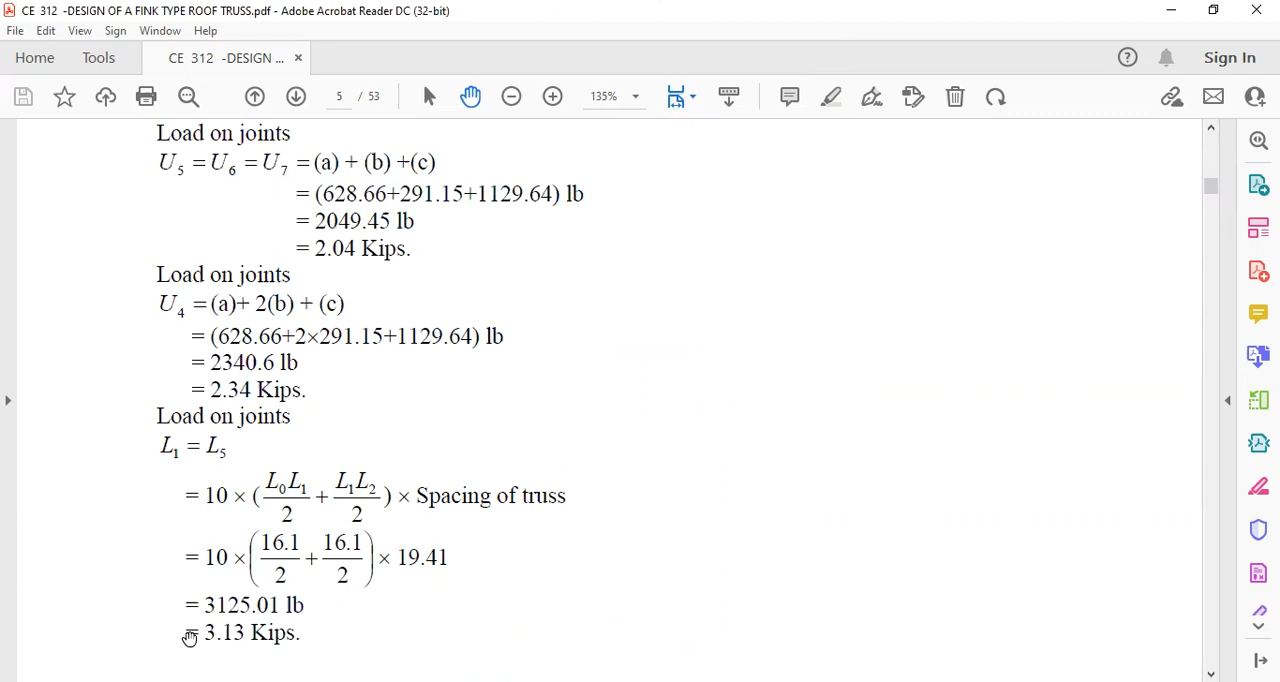 CE 312 -DESIGN OF A FINK TYPE ROOF TRUSS.pdf - Adobe Acrobat Reader DC (32-bit)
File Edit View Sign Window Help
Home Tools CE 312 -DESIGN ... × Sign In
5 / 53 135%
Load on joints
U₅ = U₆ = U₇ = (a) + (b) +(c)
= (628.66+291.15+1129.64) lb
= 2049.45 lb
= 2.04 Kips.
Load on joints
U₄ = (a)+ 2(b) + (c)
= (628.66+2×291.15+1129.64) lb
= 2340.6 lb
= 2.34 Kips.
Load on joints
L₁ = L₅
= 10 × (L₀L₁/2 + L₁L₂/2) × Spacing of truss
= 10 × (16.1/2 + 16.1/2) × 19.41
= 3125.01 lb
= 3.13 Kips.